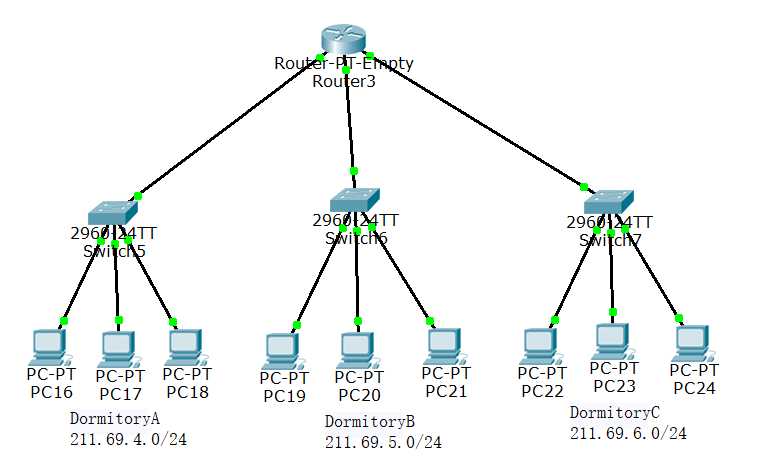 Router-PT-Empty
Router3
2960-24TT
Switch5
2960-24TT
Switch6
2960-24TT
Switch7
PC-PT
PC16
PC-PT
PC17
PC-PT
PC18
PC-PT
PC19
PC-PT
PC20
PC-PT
PC21
PC-PT
PC22
PC-PT
PC23
PC-PT
PC24
DormitoryA
211.69.4.0/24
DormitoryB
211.69.5.0/24
DormitoryC
211.69.6.0/24